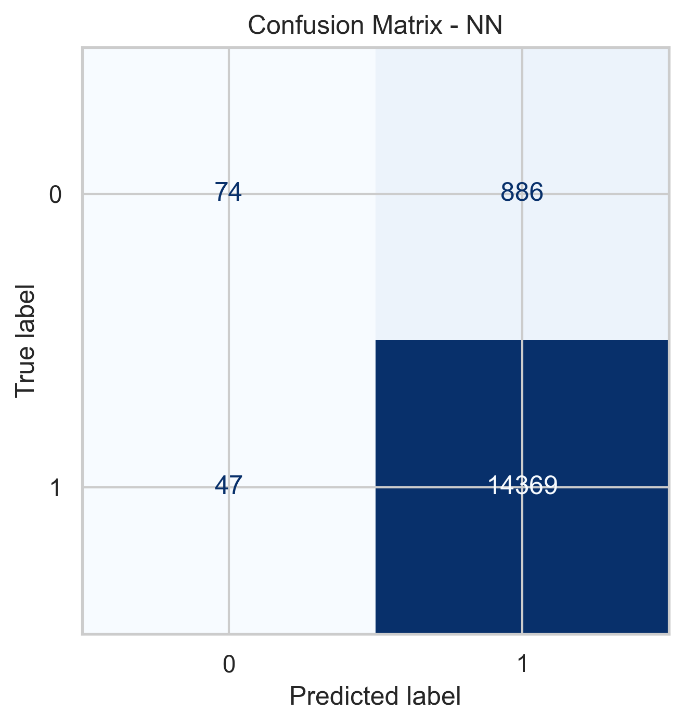 Confusion Matrix - NN
0
74
886
True label
1
47
14369
0
1
Predicted label